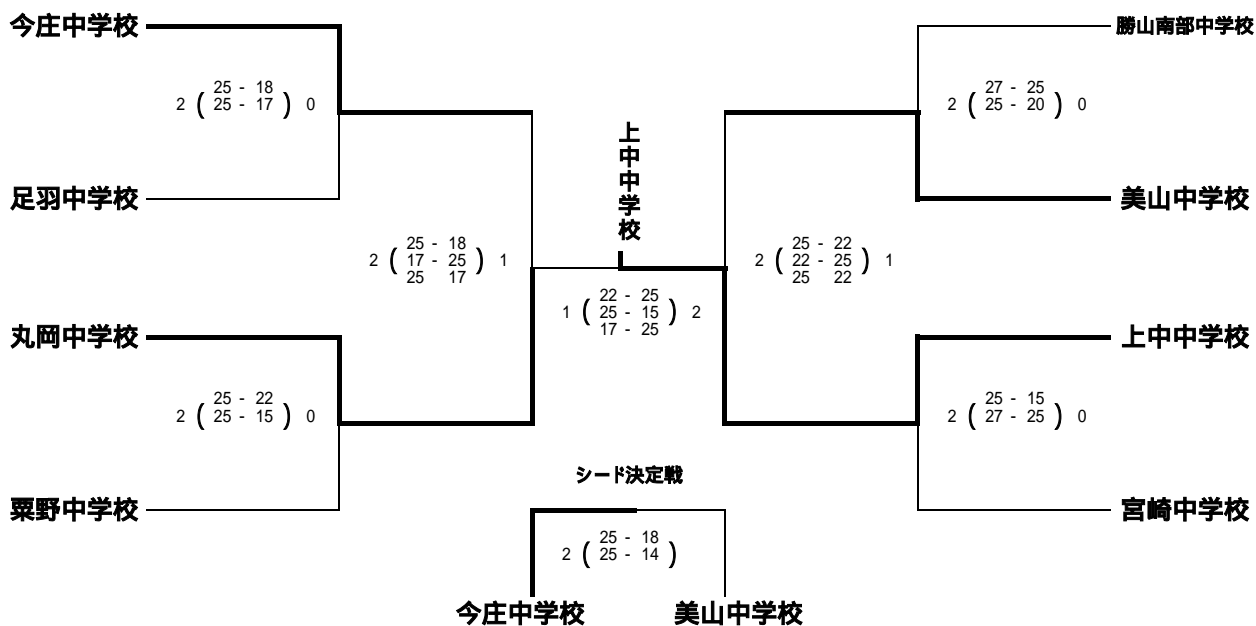 今庄中学校
勝山南部中学校
25 - 18
2 ( 25 - 17 ) 0
27 - 25
2 ( 25 - 20 ) 0
上中中学校
足羽中学校
美山中学校
25 - 18
2 ( 17 - 25 ) 1
25 17
25 - 22
2 ( 22 - 25 ) 1
25 22
22 - 25
1 ( 25 - 15 ) 2
17 - 25
丸岡中学校
上中中学校
25 - 22
2 ( 25 - 15 ) 0
25 - 15
2 ( 27 - 25 ) 0
シード決定戦
粟野中学校
宮崎中学校
25 - 18
2 ( 25 - 14 )
今庄中学校
美山中学校